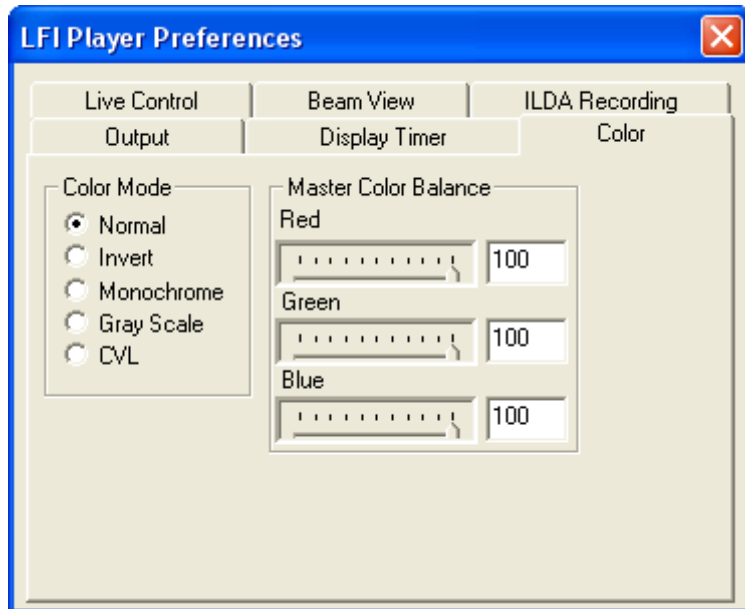 LFI Player Preferences
Live Control
Beam View
ILDA Recording
Output
Display Timer
Color
Color Mode
Normal
Invert
Monochrome
Gray Scale
CVL
Master Color Balance
Red
100
Green
100
Blue
100